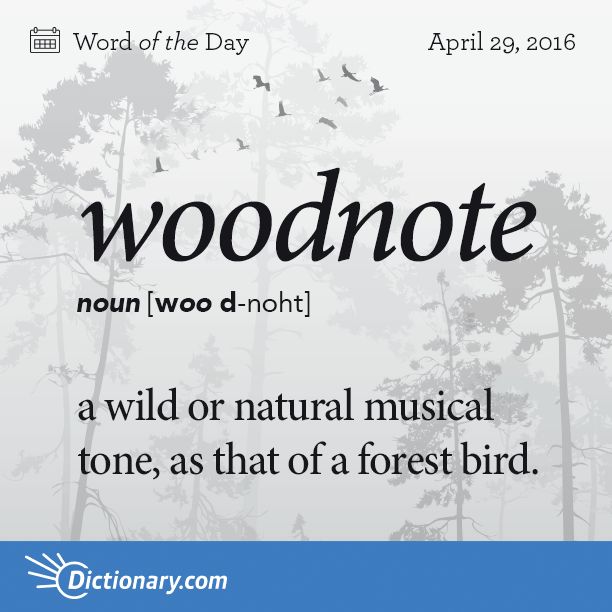 Word of the Day
April 29, 2016
woodnote
noun [woo d-noht]
a wild or natural musical
tone, as that of a forest bird.
Dictionary.com